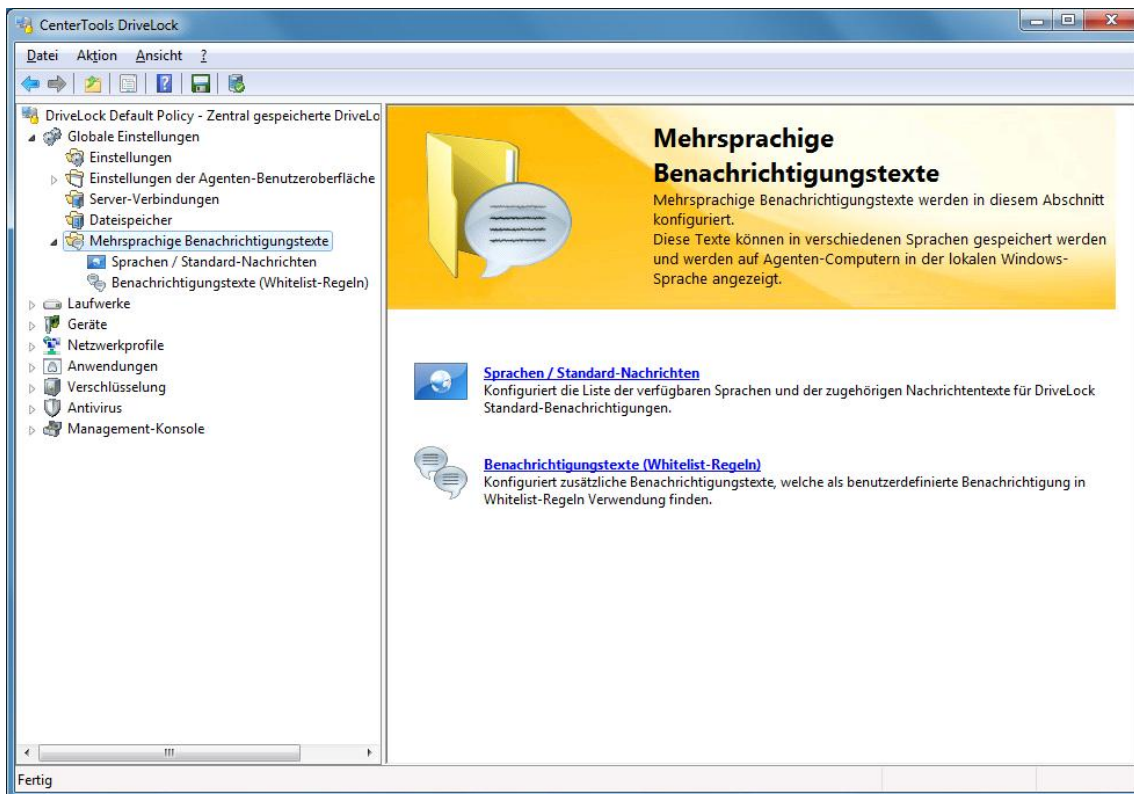 CenterTools DriveLock
Datei Aktion Ansicht ?
DriveLock Default Policy - Zentral gespeicherte DriveLo
Globale Einstellungen
Einstellungen
Einstellungen der Agenten-Benutzeroberfläche
Server-Verbindungen
Dateispeicher
Mehrsprachige Benachrichtigungstexte
Sprachen / Standard-Nachrichten
Benachrichtigungstexte (Whitelist-Regeln)
Laufwerke
Geräte
Netzwerkprofile
Anwendungen
Verschlüsselung
Antivirus
Management-Konsole
Mehrsprachige
Benachrichtigungstexte
Mehrsprachige Benachrichtigungstexte werden in diesem Abschnitt
konfiguriert.
Diese Texte können in verschiedenen Sprachen gespeichert werden
und werden auf Agenten-Computern in der lokalen Windows-
Sprache angezeigt.
Sprachen / Standard-Nachrichten
Konfiguriert die Liste der verfügbaren Sprachen und der zugehörigen Nachrichtentexte für DriveLock
Standard-Benachrichtigungen.
Benachrichtigungstexte (Whitelist-Regeln)
Konfiguriert zusätzliche Benachrichtigungstexte, welche als benutzerdefinierte Benachrichtigung in
Whitelist-Regeln Verwendung finden.
Fertig